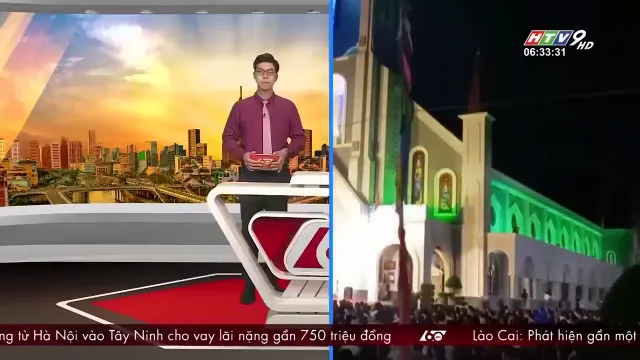 HTV9 HD
06:33:31
ng từ Hà Nội vào Tây Ninh cho vay lãi nặng gần 750 triệu đồng
Lào Cai: Phát hiện gần một